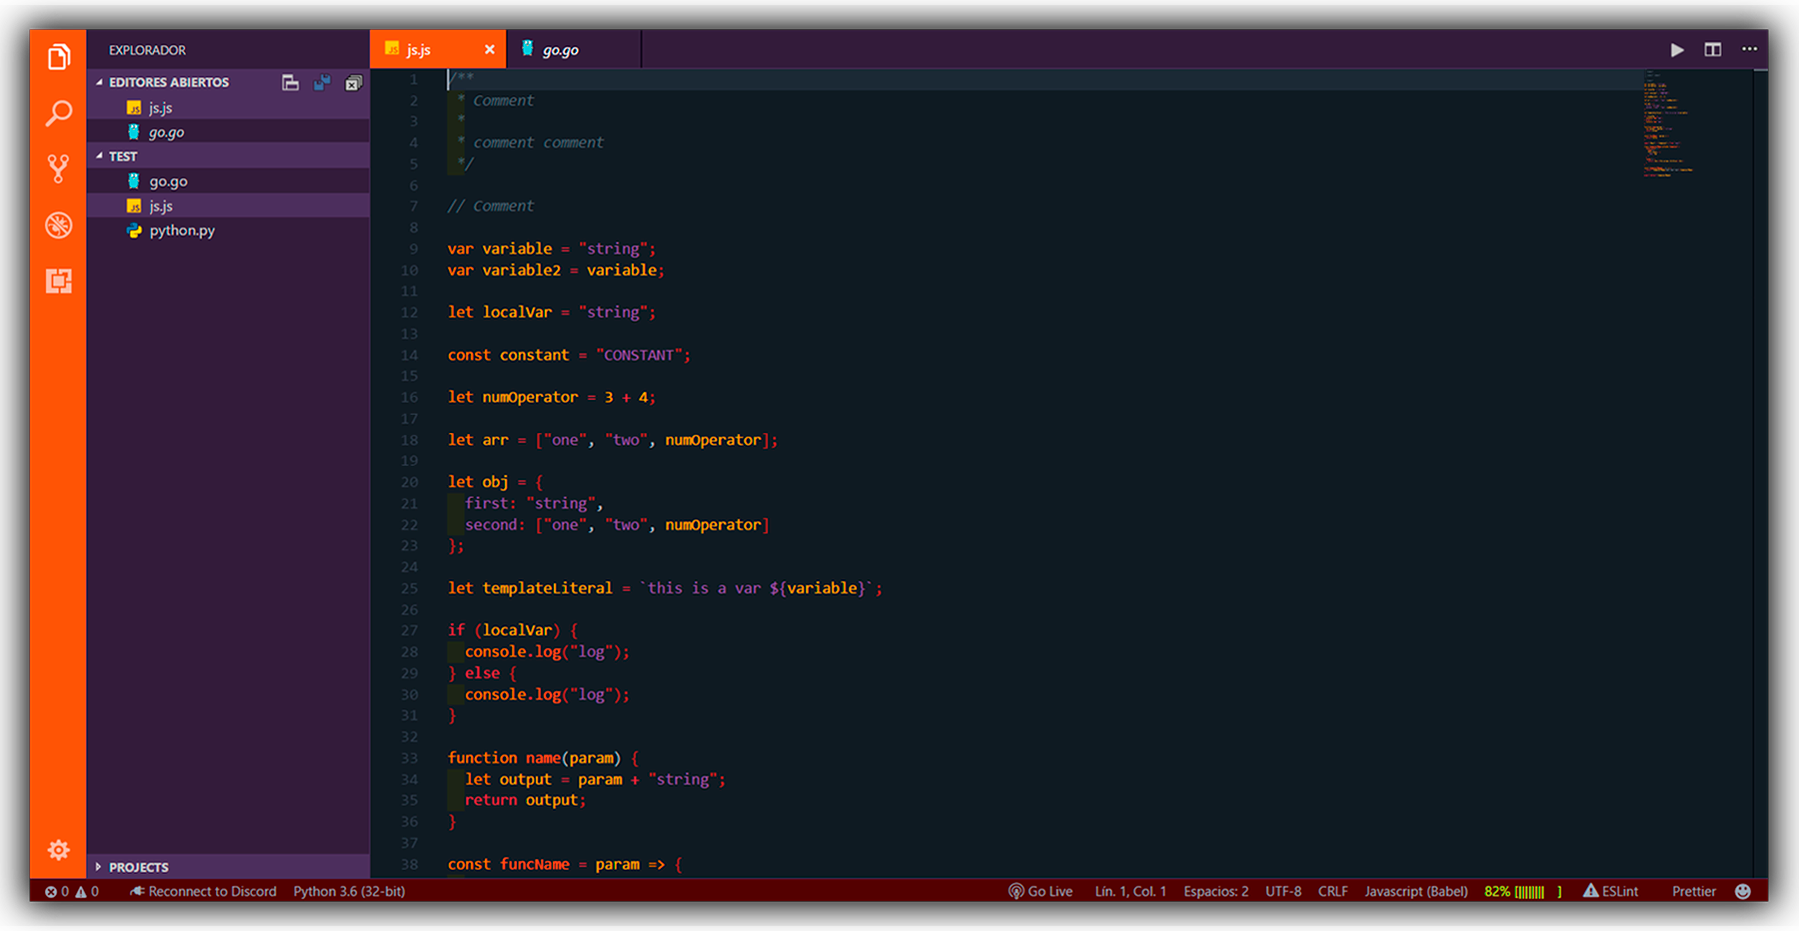 EXPLORADOR
EDITORES ABIERTOS
js.js
go.go
TEST
go.go
js.js
python.py
PROJECTS
js.js
go.go
1 /**
2 * Comment
3 *
4 * comment comment
5 */
6
7 // Comment
8
9 var variable = "string";
10 var variable2 = variable;
11
12 let localVar = "string";
13
14 const constant = "CONSTANT";
15
16 let numOperator = 3 + 4;
17
18 let arr = ["one", "two", numOperator];
19
20 let obj = {
21 first: "string",
22 second: ["one", "two", numOperator]
23 };
24
25 let templateLiteral = `this is a var ${variable}`;
26
27 if (localVar) {
28 console.log("log");
29 } else {
30 console.log("log");
31 }
32
33 function name(param) {
34 let output = param + "string";
35 return output;
36 }
37
38 const funcName = param => {
0 0 Reconnect to Discord Python 3.6 (32-bit) Go Live Lín. 1, Col. 1 Espacios: 2 UTF-8 CRLF Javascript (Babel) 82% [|||||||| ] ESLint Prettier